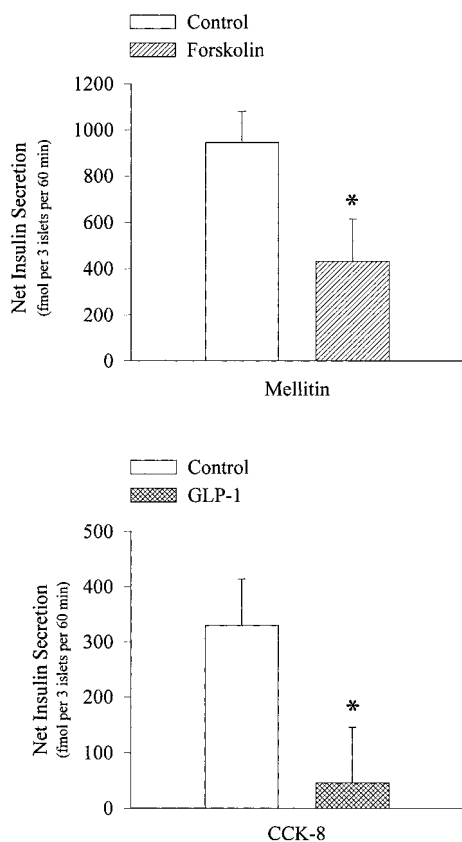 Control
Forskolin
Net Insulin Secretion
(fmol per 3 islets per 60 min)
1200
1000
800
600
400
200
0
*
Mellitin
Control
GLP-1
Net Insulin Secretion
(fmol per 3 islets per 60 min)
500
400
300
200
100
0
*
CCK-8